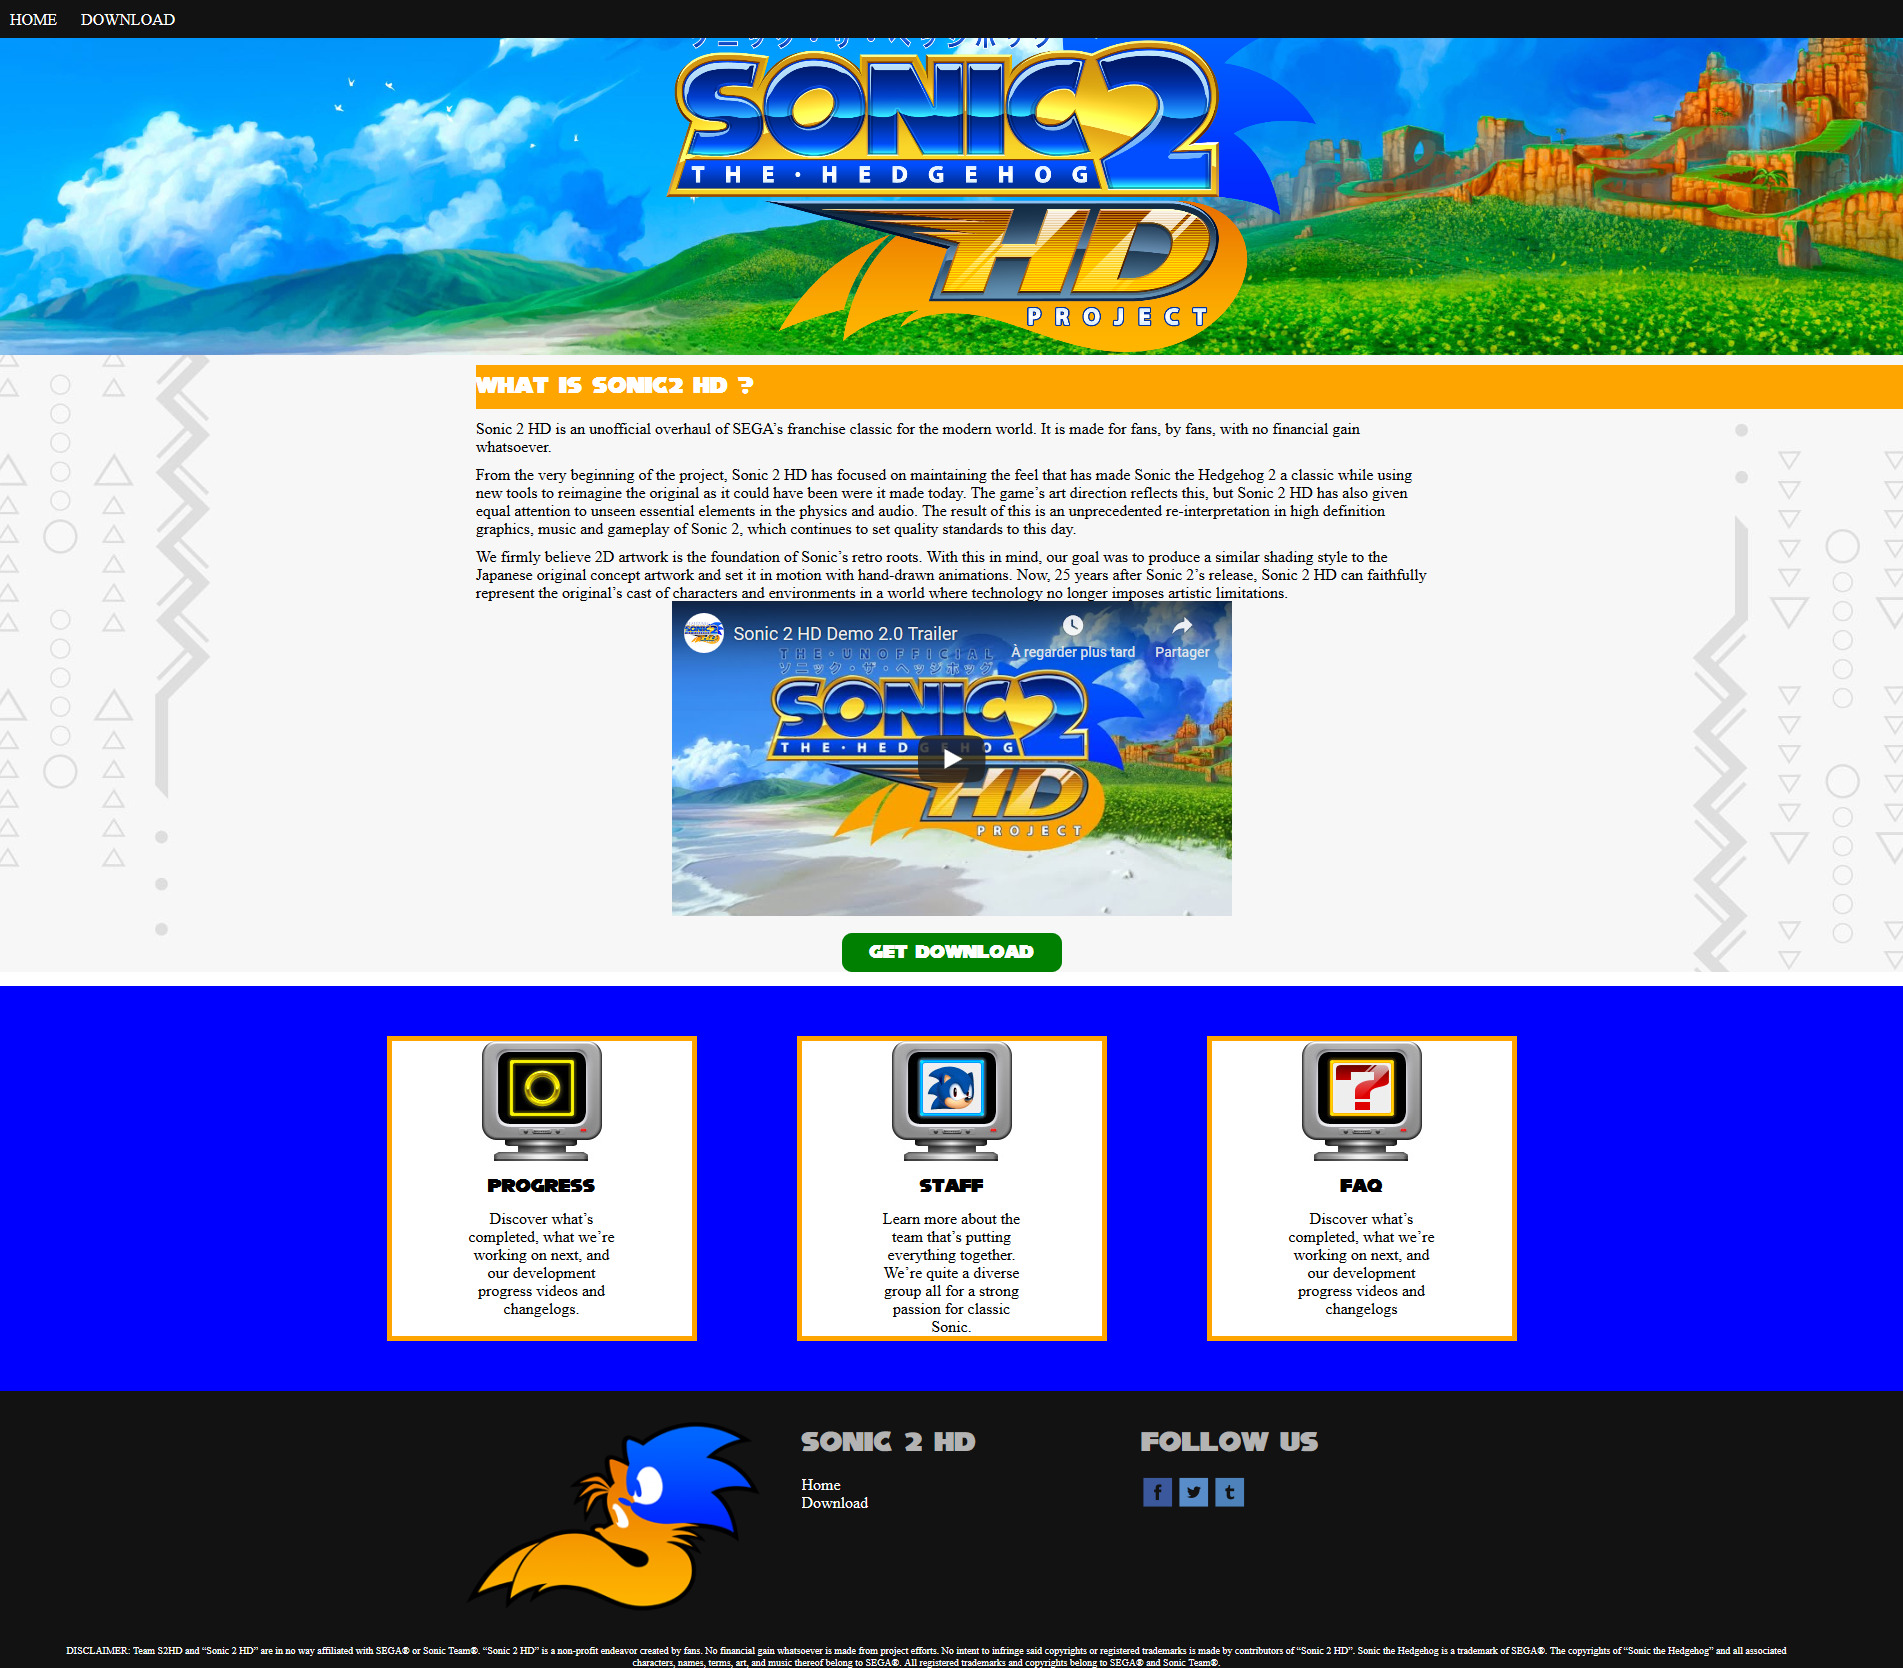 HOME DOWNLOAD
ソニック・ザ・ヘッジホッグ
SONIC 2
THE·HEDGEHOG
HD
PROJECT
WHAT IS SONIC2 HD ?
Sonic 2 HD is an unofficial overhaul of SEGA’s franchise classic for the modern world. It is made for fans, by fans, with no financial gain
whatsoever.
From the very beginning of the project, Sonic 2 HD has focused on maintaining the feel that has made Sonic the Hedgehog 2 a classic while using
new tools to reimagine the original as it could have been were it made today. The game’s art direction reflects this, but Sonic 2 HD has also given
equal attention to unseen essential elements in the physics and audio. The result of this is an unprecedented re-interpretation in high definition
graphics, music and gameplay of Sonic 2, which continues to set quality standards to this day.
We firmly believe 2D artwork is the foundation of Sonic’s retro roots. With this in mind, our goal was to produce a similar shading style to the
Japanese original concept artwork and set it in motion with hand-drawn animations. Now, 25 years after Sonic 2’s release, Sonic 2 HD can faithfully
represent the original’s cast of characters and environments in a world where technology no longer imposes artistic limitations.
Sonic 2 HD Demo 2.0 Trailer
À regarder plus tard
Partager
THE·UNOFFICIAL
ソニック・ザ・ヘッジホッグ
SONIC 2
THE·HEDGEHOG
HD
PROJECT
GET DOWNLOAD
PROGRESS
Discover what’s
completed, what we’re
working on next, and
our development
progress videos and
changelogs.
STAFF
Learn more about the
team that’s putting
everything together.
We’re quite a diverse
group all for a strong
passion for classic
Sonic.
?
FAQ
Discover what’s
completed, what we’re
working on next, and
our development
progress videos and
changelogs
SONIC 2 HD
Home
Download
FOLLOW US
f t
DISCLAIMER: Team S2HD and “Sonic 2 HD” are in no way affiliated with SEGA® or Sonic Team®. “Sonic 2 HD” is a non-profit endeavor created by fans. No financial gain whatsoever is made from project efforts. No intent to infringe said copyrights or registered trademarks is made by contributors of “Sonic 2 HD”. Sonic the Hedgehog is a trademark of SEGA®. The copyrights of “Sonic the Hedgehog” and all associated
characters, names, terms, art, and music thereof belong to SEGA®. All registered trademarks and copyrights belong to SEGA® and Sonic Team®.